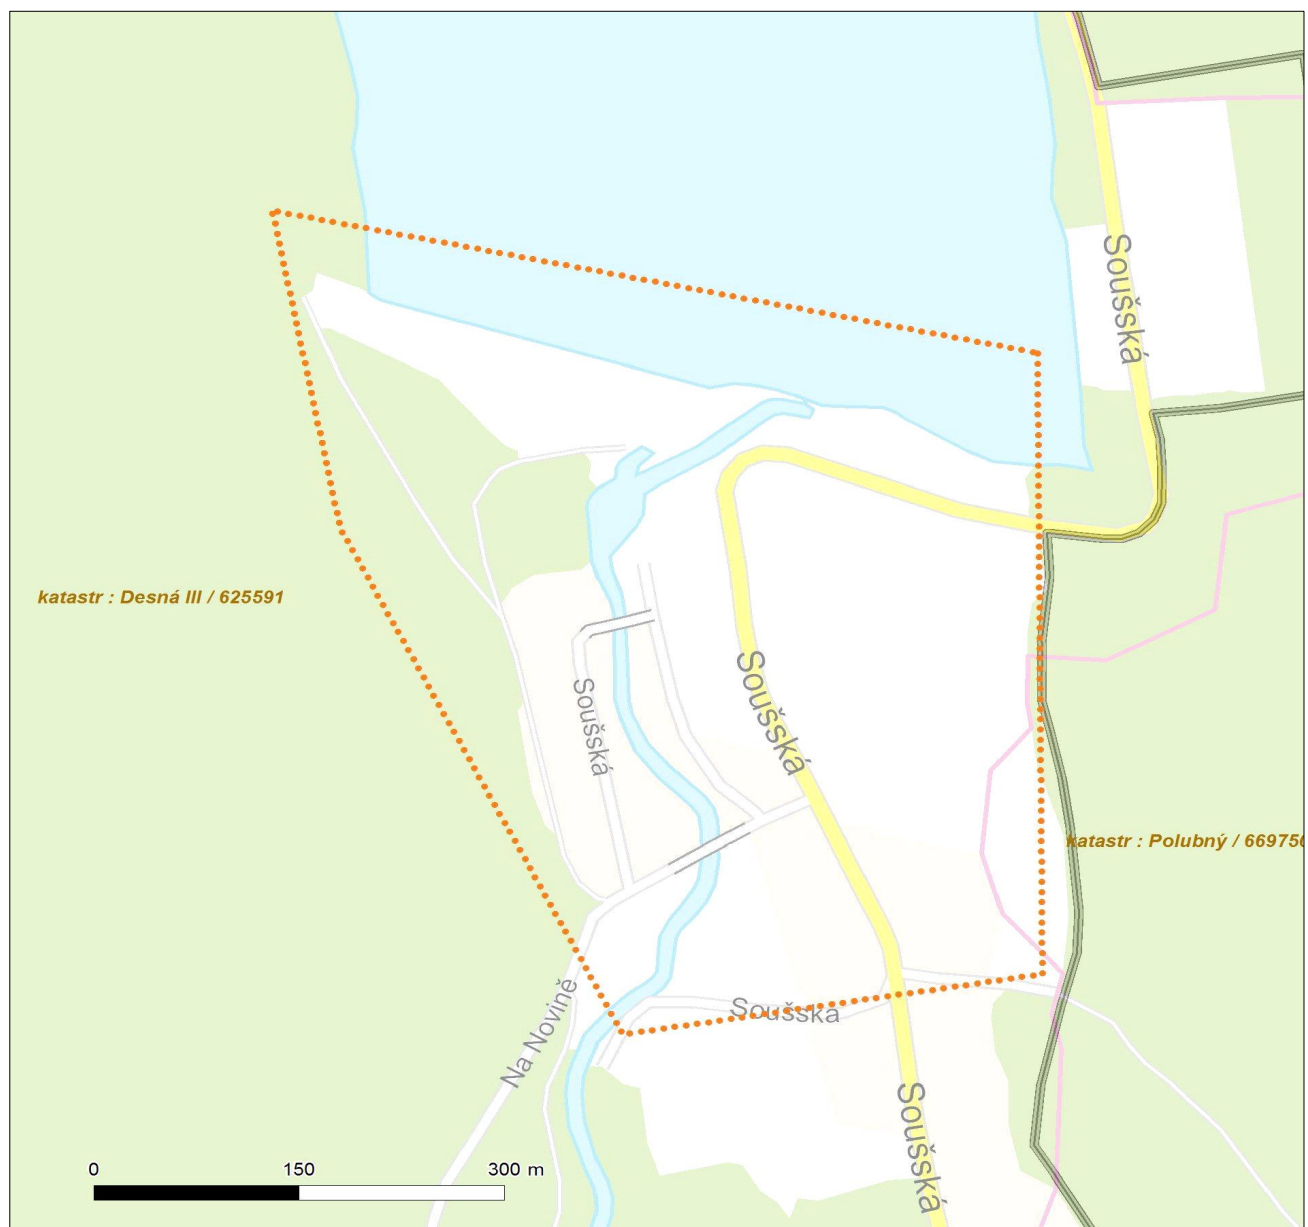 Soušská
katastr : Desná III / 625591
Soušská
Soušská
katastr : Polubný / 66975
Na Novině
Soušská
Soušská
0 150 300 m